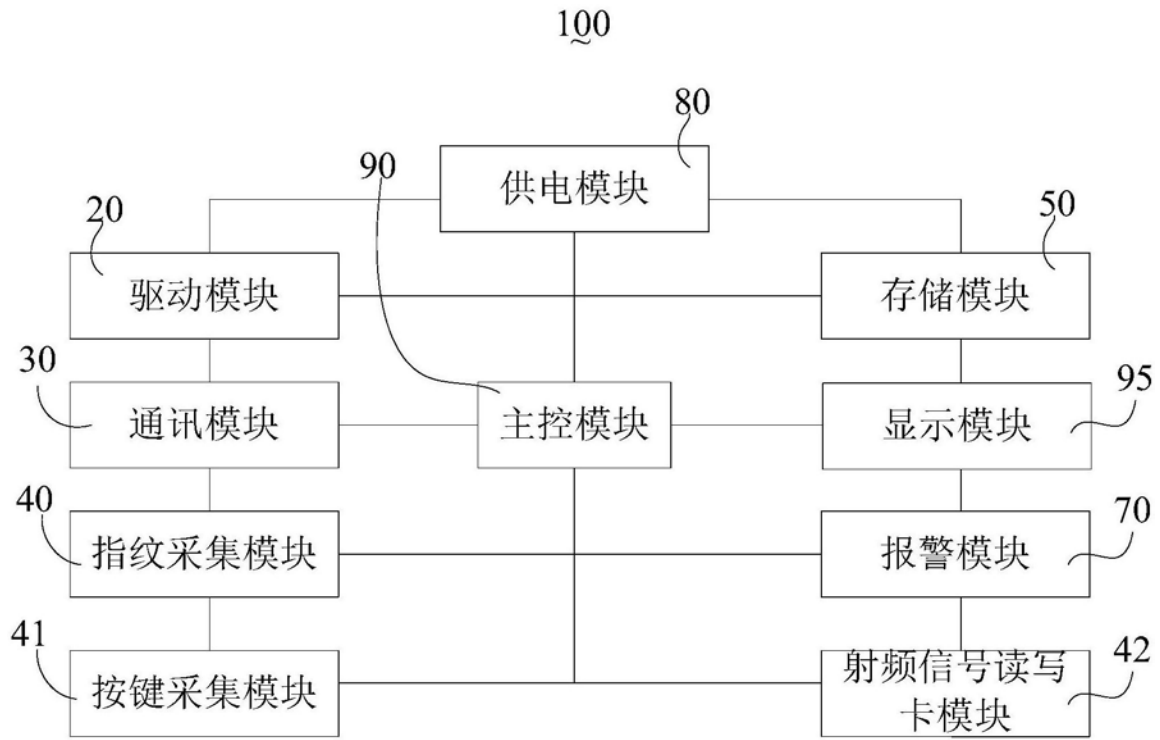 100
80
供电模块
90
20
驱动模块
50
存储模块
30
通讯模块
主控模块
95
显示模块
40
指纹采集模块
70
报警模块
41
按键采集模块
42
射频信号读写
卡模块